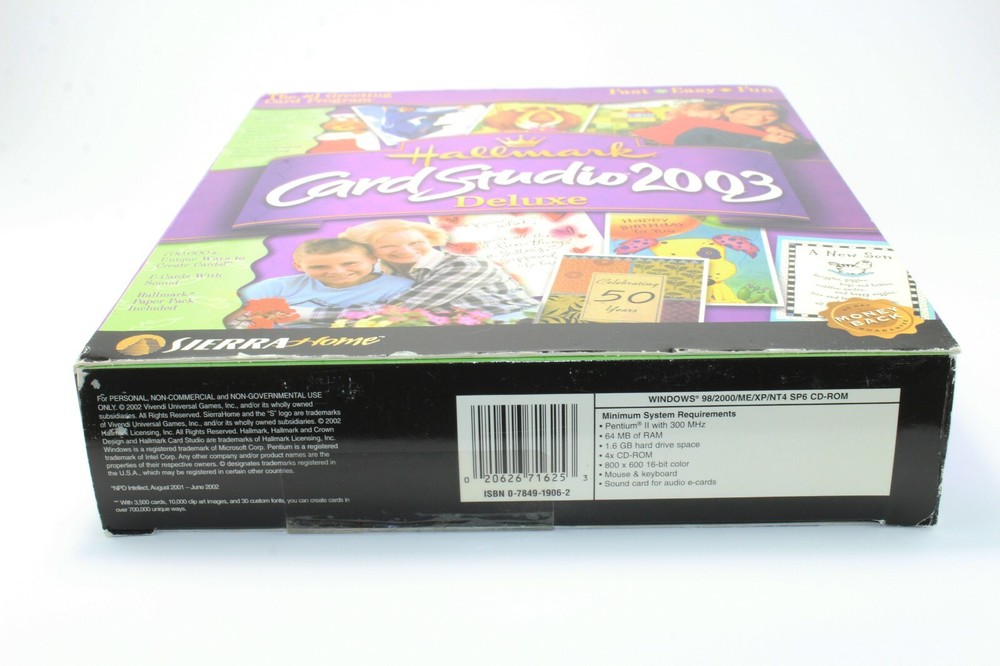 The #1 Greeting
Card Program*
Fast Easy Fun
Hallmark
Card Studio 2003
Deluxe
Unique Ways to
Create Cards!**
E-Cards With
Sound
Hallmark
Paper Pack
Included
Happy
Birthday
to You
Celebrating
50
Years
A New Son
MONEY
BACK
SIERRA Home™
For PERSONAL, NON-COMMERCIAL and NON-GOVERNMENTAL USE
ONLY. © 2002 Vivendi Universal Games, Inc., and/or its wholly owned
subsidiaries. All Rights Reserved. SierraHome and the "S" logo are trademarks
of Vivendi Universal Games, Inc., and/or its wholly owned subsidiaries. © 2002
Hallmark Licensing, Inc. All Rights Reserved. Hallmark, Hallmark and Crown
Design and Hallmark Card Studio are trademarks of Hallmark Licensing, Inc.
Windows is a registered trademark of Microsoft Corp. Pentium is a registered
trademark of Intel Corp. Any other company and/or product names are the
properties of their respective owners. © designates trademarks registered in
the U.S.A., which may be registered in certain other countries.
*NPD Intellect, August 2001 – June 2002
** With 3,500 cards, 10,000 clip art images, and 30 custom fonts, you can create cards in
over 700,000 unique ways.
0 20626 71625 3
ISBN 0-7849-1906-2
WINDOWS® 98/2000/ME/XP/NT4 SP6 CD-ROM
Minimum System Requirements
• Pentium® II with 300 MHz
• 64 MB of RAM
• 1.6 GB hard drive space
• 4x CD-ROM
• 800 x 600 16-bit color
• Mouse & keyboard
• Sound card for audio e-cards